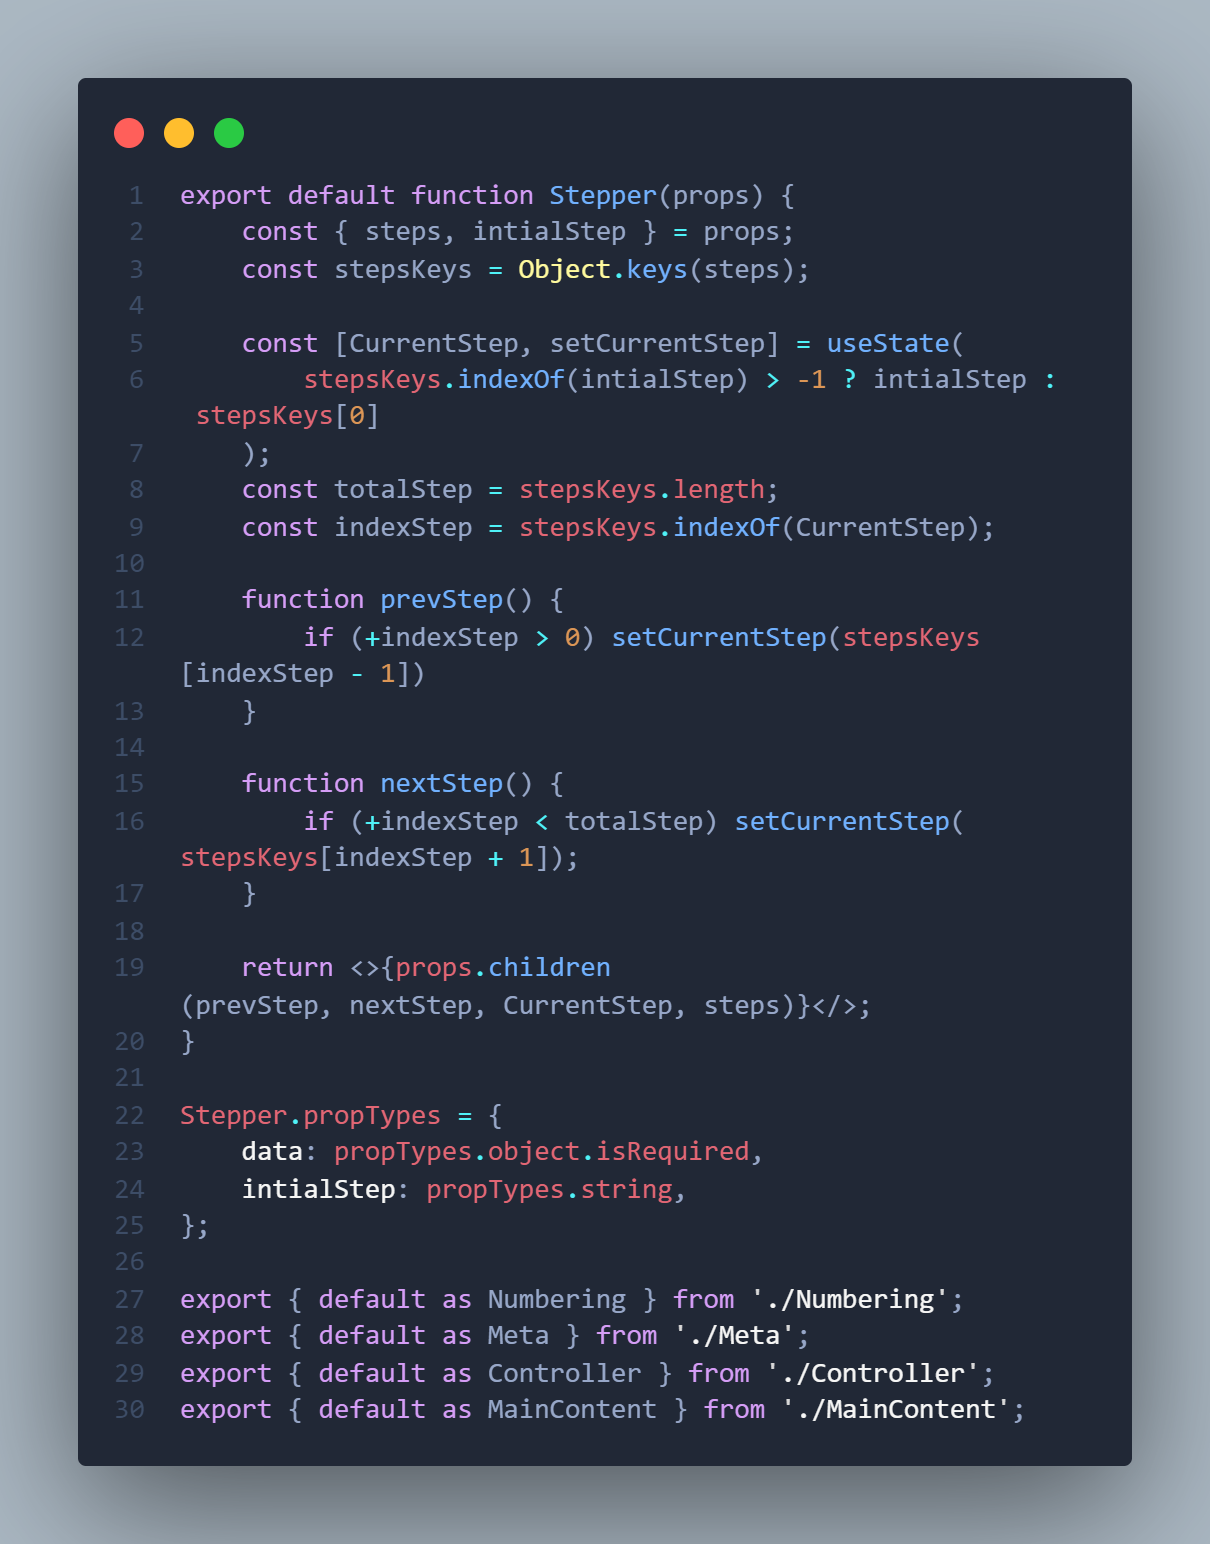 1 export default function Stepper(props) {
2     const { steps, intialStep } = props;
3     const stepsKeys = Object.keys(steps);
4
5     const [CurrentStep, setCurrentStep] = useState(
6         stepsKeys.indexOf(intialStep) > -1 ? intialStep :
stepsKeys[0]
7     );
8     const totalStep = stepsKeys.length;
9     const indexStep = stepsKeys.indexOf(CurrentStep);
10
11     function prevStep() {
12         if (+indexStep > 0) setCurrentStep(stepsKeys
[indexStep - 1])
13     }
14
15     function nextStep() {
16         if (+indexStep < totalStep) setCurrentStep(
stepsKeys[indexStep + 1]);
17     }
18
19     return <>{props.children
(prevStep, nextStep, CurrentStep, steps)}</>;
20 }
21
22 Stepper.propTypes = {
23     data: propTypes.object.isRequired,
24     intialStep: propTypes.string,
25 };
26
27 export { default as Numbering } from './Numbering';
28 export { default as Meta } from './Meta';
29 export { default as Controller } from './Controller';
30 export { default as MainContent } from './MainContent';